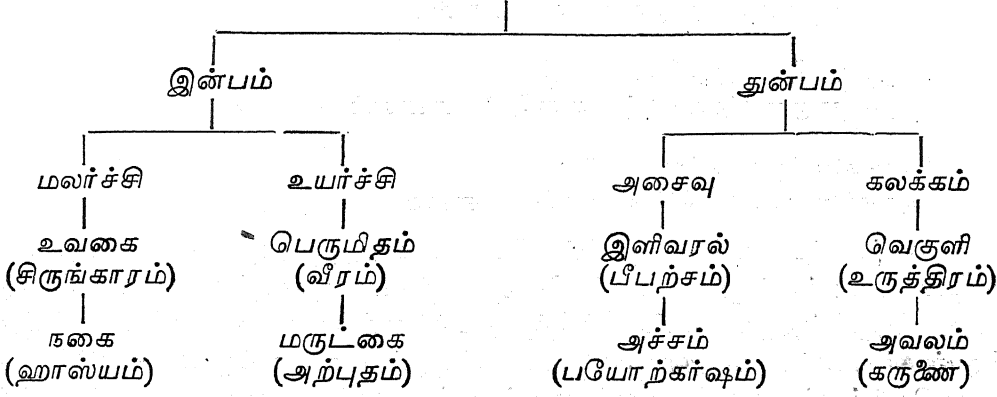 இன்பம் துன்பம்
மலர்ச்சி உயர்ச்சி அசைவு கலக்கம்
உவகை பெருமிதம் இளிவரல் வெகுளி
(சிருங்காரம்) (வீரம்) (பீபற்சம்) (உருத்திரம்)
நகை மருட்கை அச்சம் அவலம்
(ஹாஸ்யம்) (அற்புதம்) (பயோற்கர்ஷம்) (கருணை)